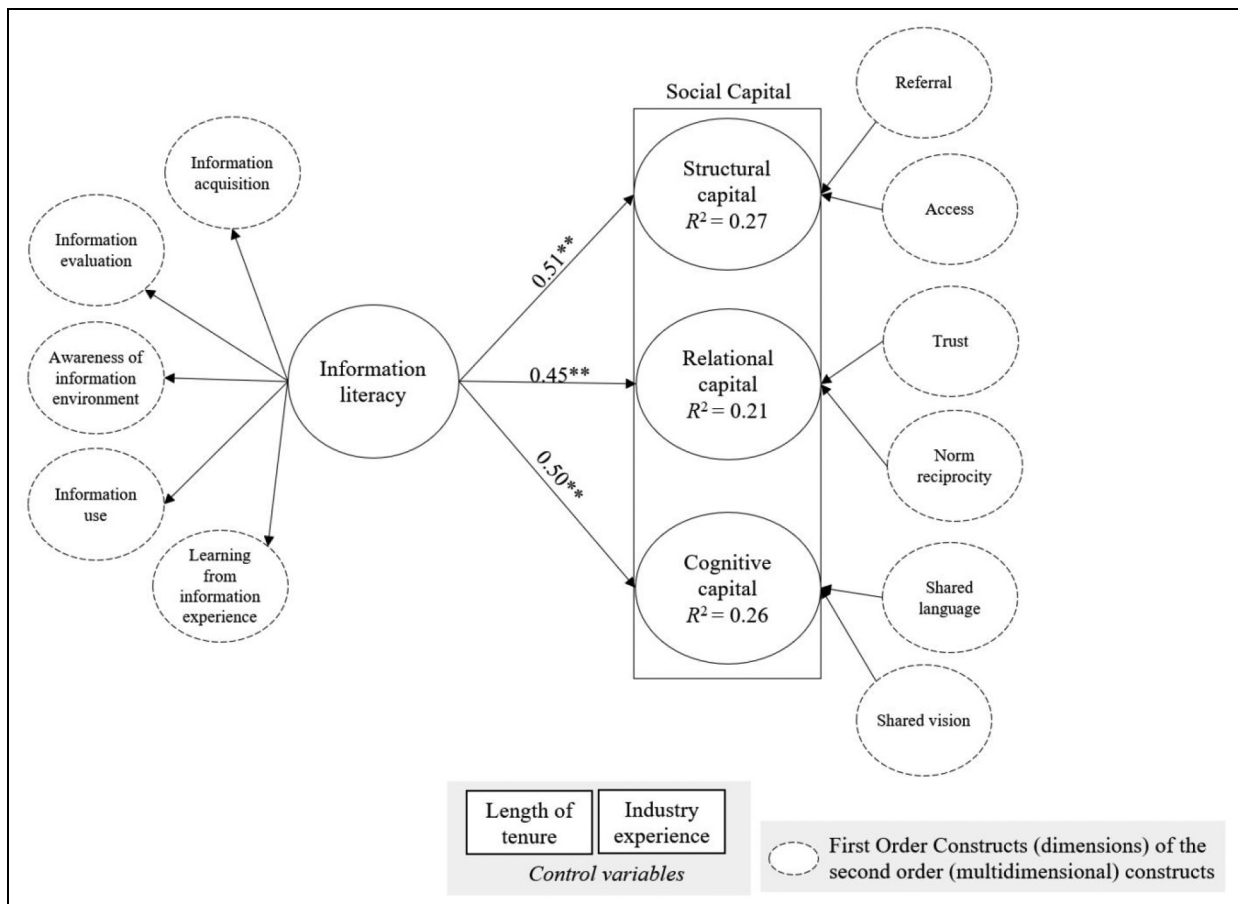 Information
acquisition
Information
evaluation
Awareness of
information
environment
Information
use
Learning
from
information
experience
Information
literacy
0.51**
0.45**
0.50**
Social Capital
Structural
capital
R² = 0.27
Relational
capital
R² = 0.21
Cognitive
capital
R² = 0.26
Referral
Access
Trust
Norm
reciprocity
Shared
language
Shared vision
Length of
tenure
Industry
experience
Control variables
First Order Constructs (dimensions) of the
second order (multidimensional) constructs